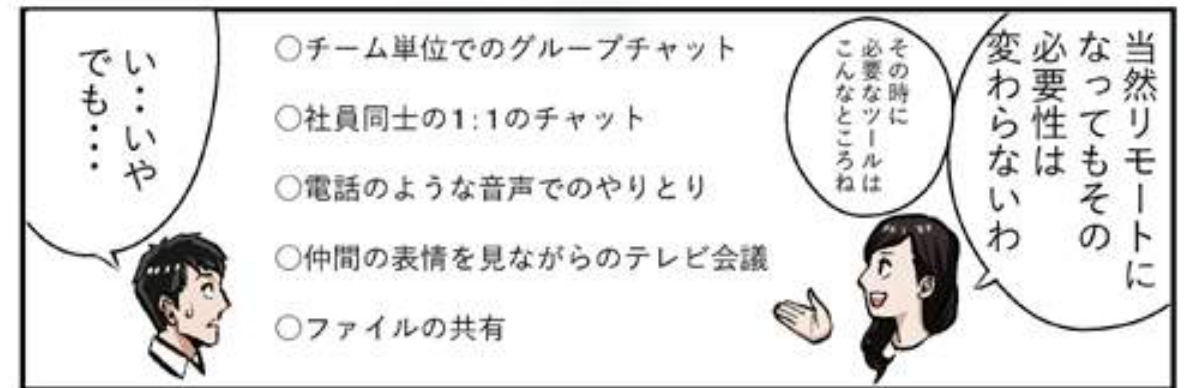 当然リモートに
なってもその
必要性は
変わらないわ
その時に
必要なツールは
こんなところね
○チーム単位でのグループチャット
○社員同士の1:1のチャット
○電話のような音声でのやりとり
○仲間の表情を見ながらのテレビ会議
○ファイルの共有
い‥いや
でも‥‥